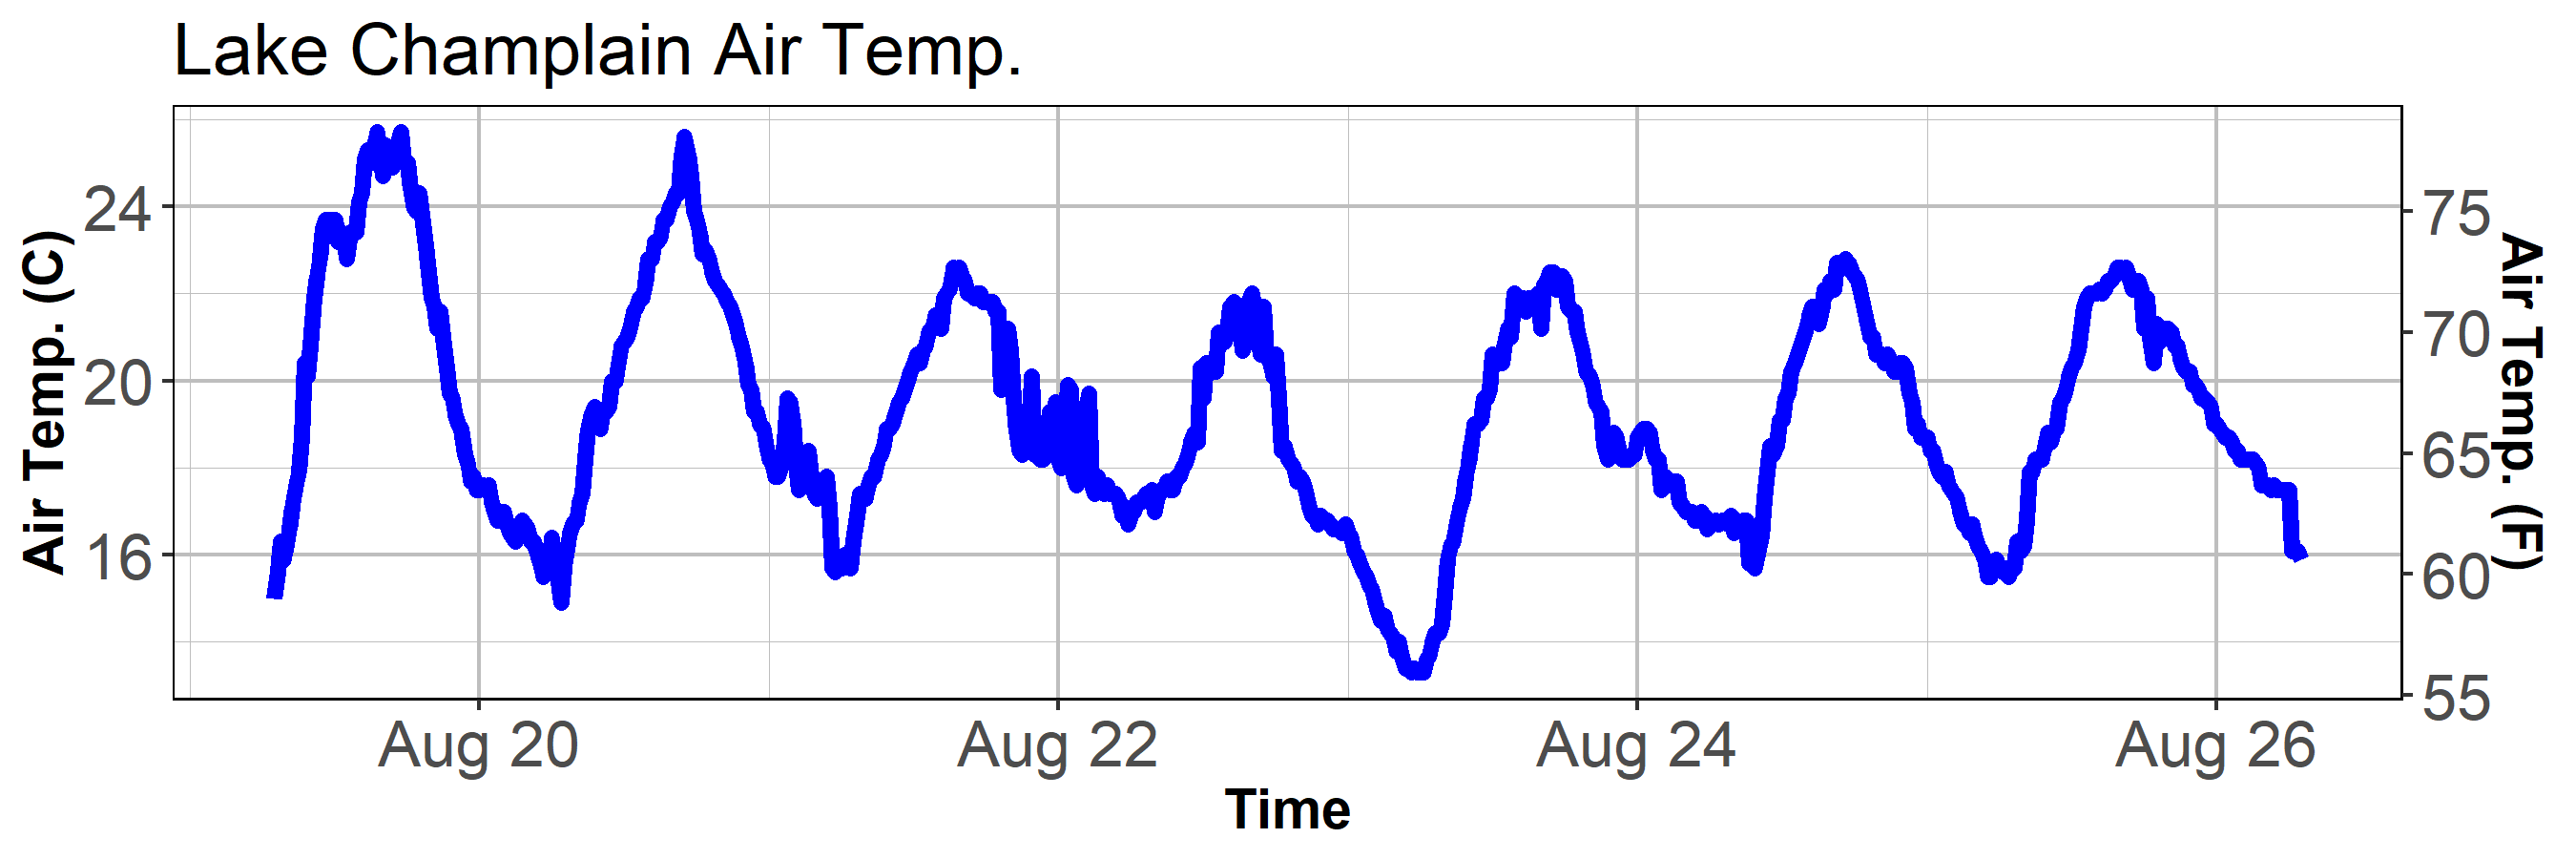 Lake Champlain Air Temp.
Air Temp. (C)
24
20
16
75
70
65
60
55
Air Temp. (F)
Aug 20
Aug 22
Aug 24
Aug 26
Time